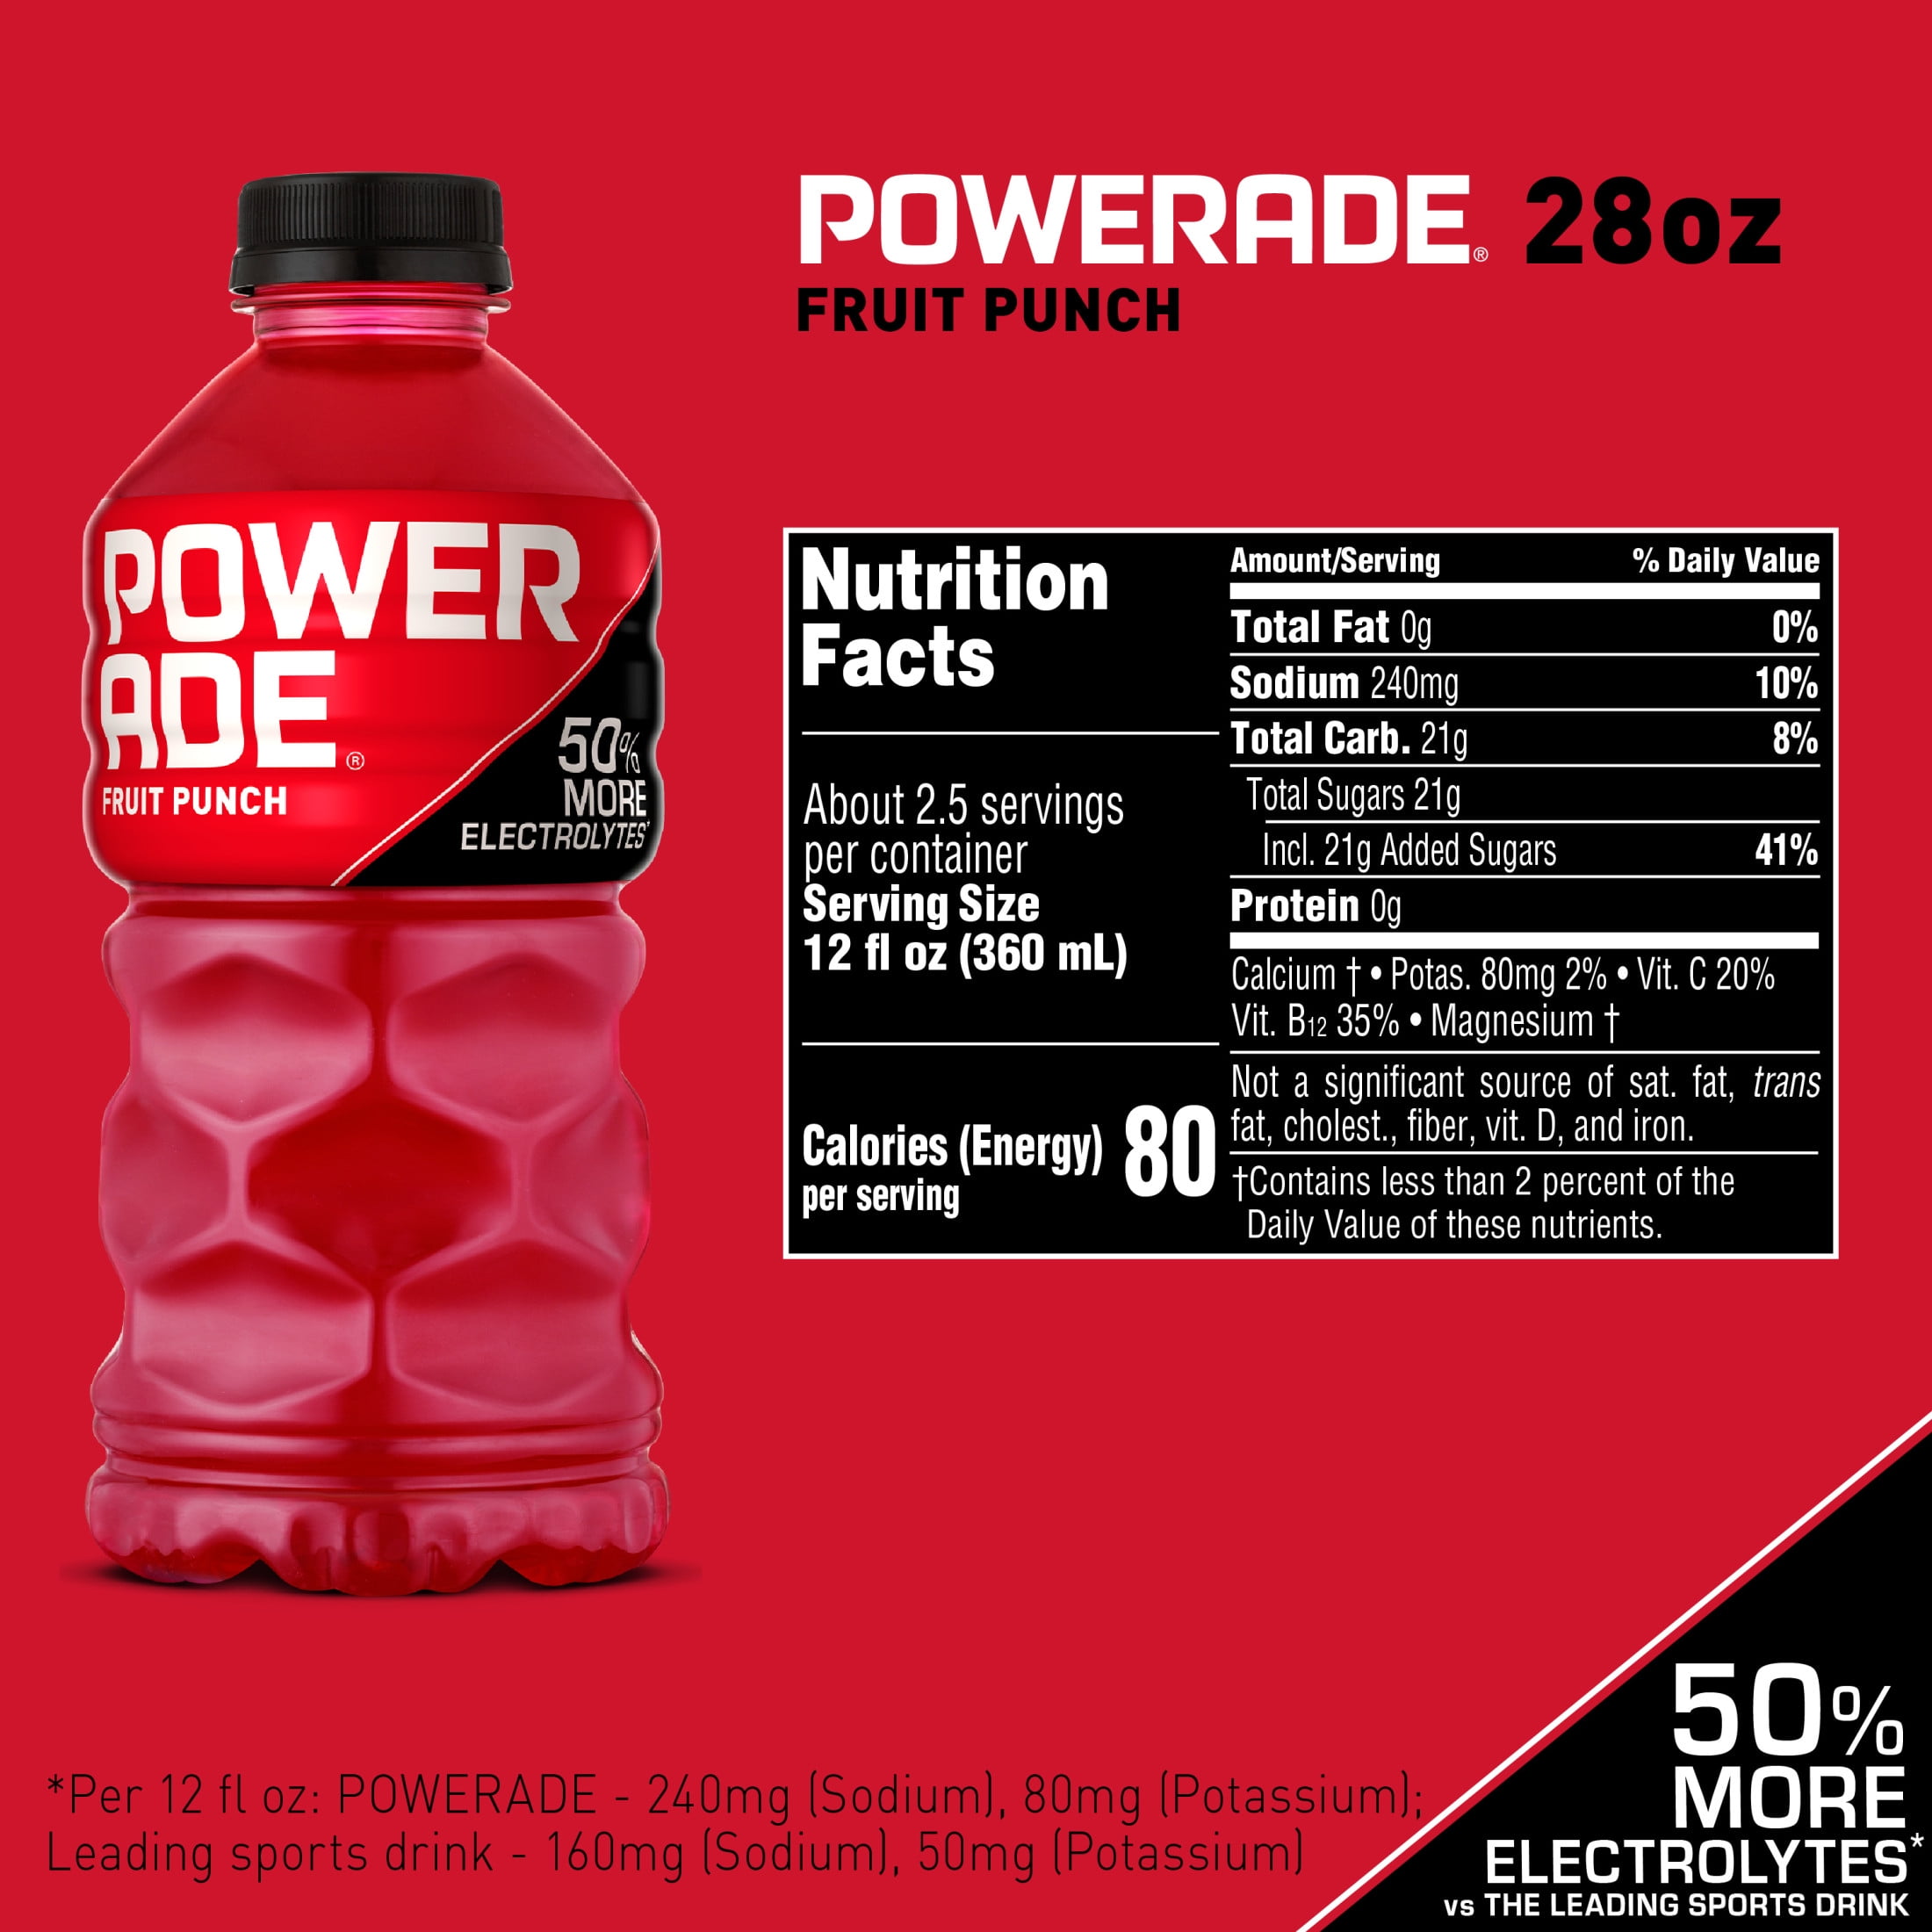 POWERADE® 28oz
FRUIT PUNCH
POWER
ADE®
FRUIT PUNCH
50%
MORE
ELECTROLYTES*
Nutrition
Facts
About 2.5 servings
per container
Serving Size
12 fl oz (360 mL)
Calories (Energy) 80
per serving
Amount/Serving % Daily Value
Total Fat 0g 0%
Sodium 240mg 10%
Total Carb. 21g 8%
Total Sugars 21g
Incl. 21g Added Sugars 41%
Protein 0g
Calcium † • Potas. 80mg 2% • Vit. C 20%
Vit. B12 35% • Magnesium †
Not a significant source of sat. fat, trans
fat, cholest., fiber, vit. D, and iron.
†Contains less than 2 percent of the
Daily Value of these nutrients.
*Per 12 fl oz: POWERADE - 240mg (Sodium), 80mg (Potassium);
Leading sports drink - 160mg (Sodium), 50mg (Potassium)
50%
MORE
ELECTROLYTES*
vs THE LEADING SPORTS DRINK